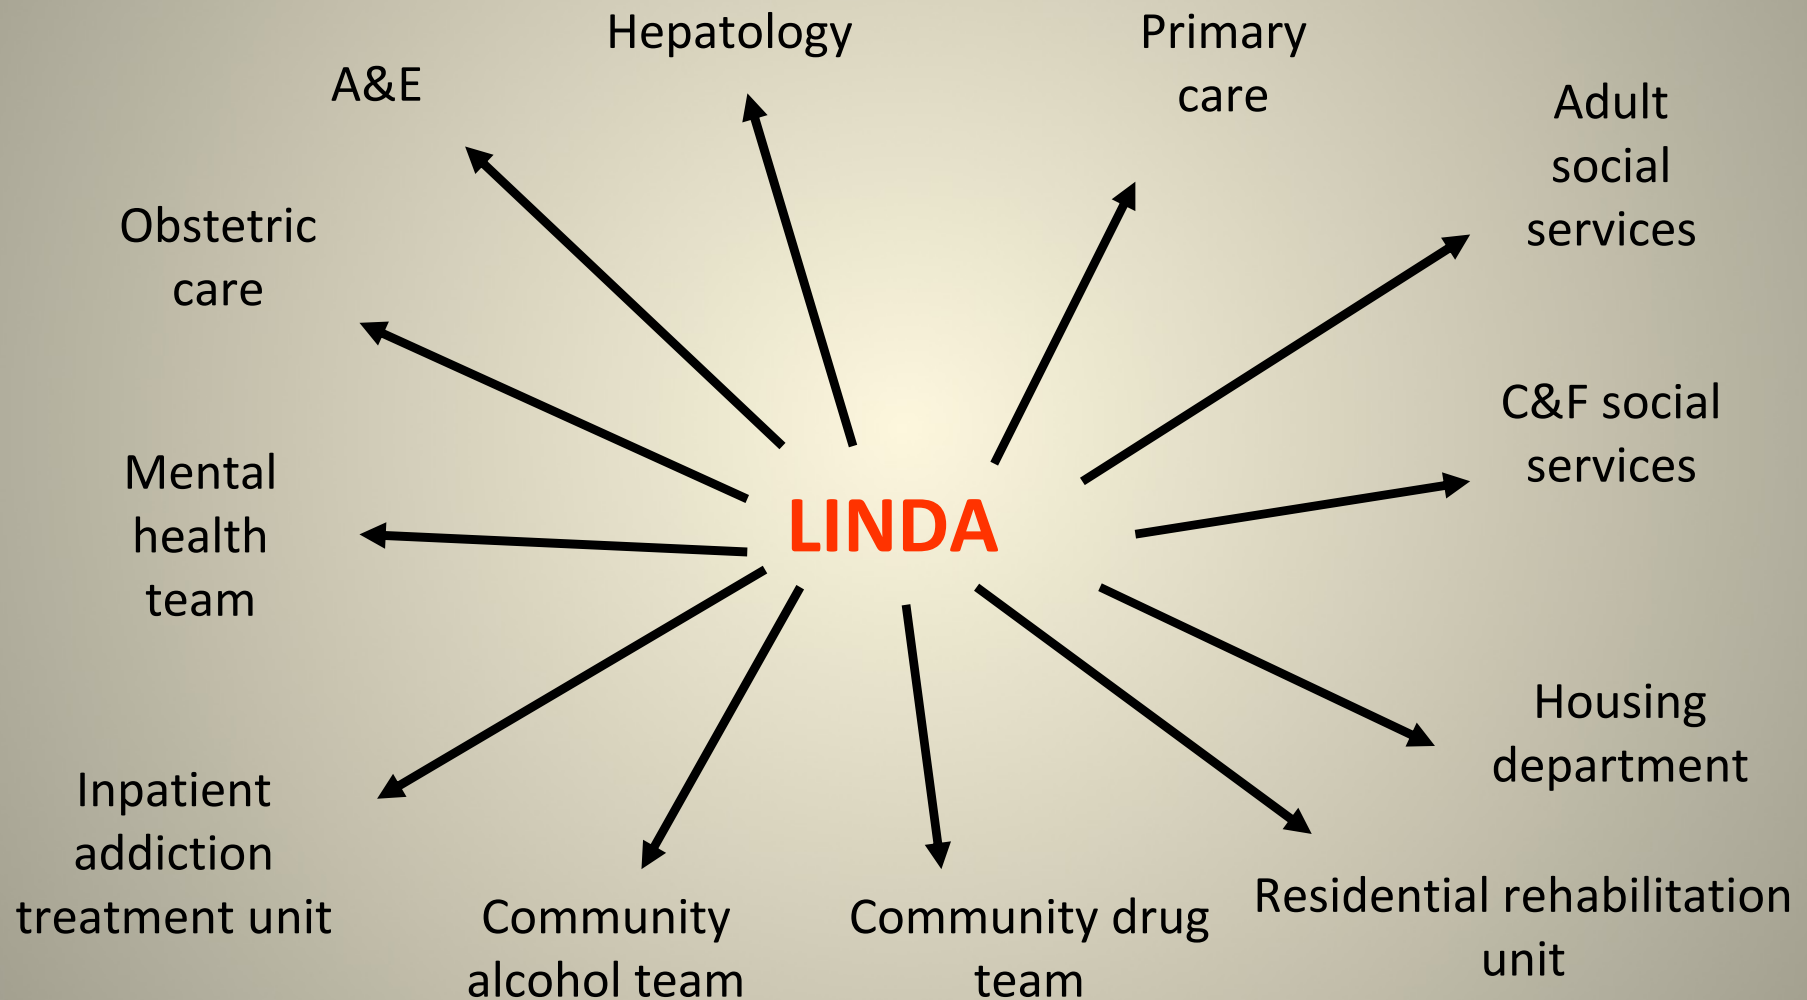 Hepatology
Primary
care
A&E
Adult
social
services
Obstetric
care
C&F social
services
Mental
health
team
LINDA
Housing
department
Inpatient
addiction
treatment unit
Community
alcohol team
Community drug
team
Residential rehabilitation
unit